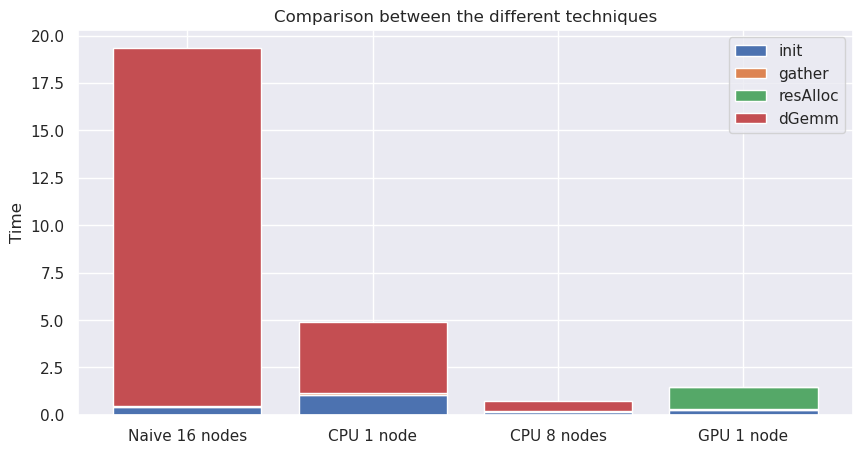 Comparison between the different techniques
init
gather
resAlloc
dGemm
Time
20.0
17.5
15.0
12.5
10.0
7.5
5.0
2.5
0.0
Naive 16 nodes
CPU 1 node
CPU 8 nodes
GPU 1 node